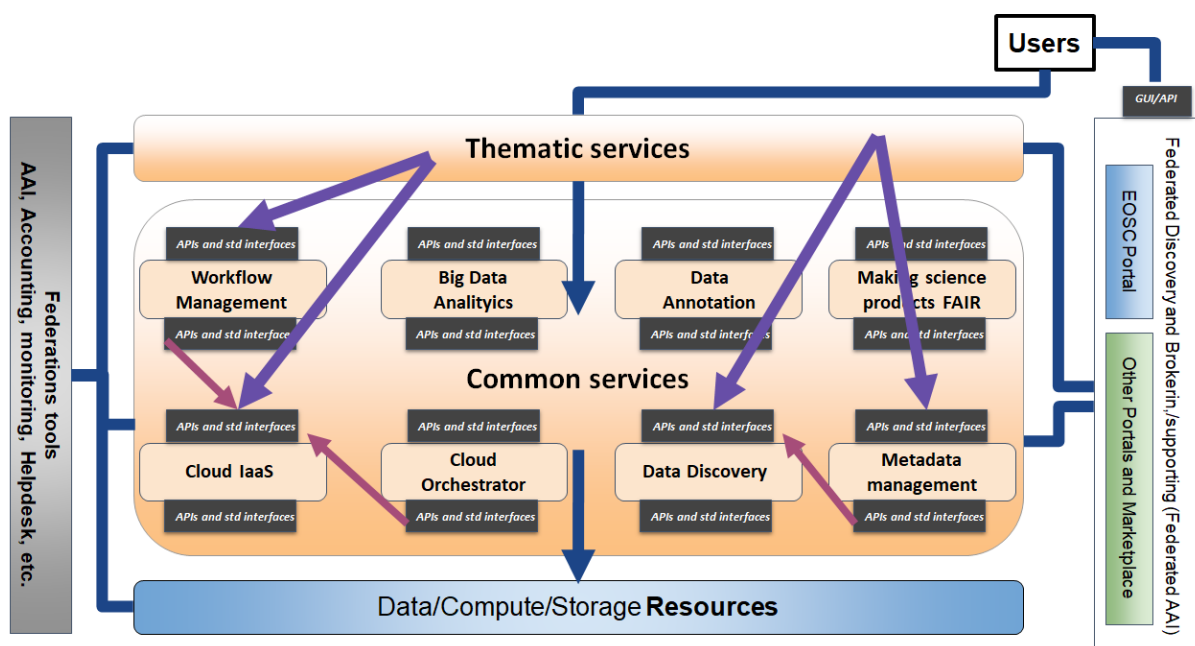 Users
GUI/API
Thematic services
APIs and std interfaces
APIs and std interfaces
APIs and std interfaces
APIs and std interfaces
Workflow
Management
Big Data
Analityics
Data
Annotation
Making science
products FAIR
APIs and std interfaces
APIs and std interfaces
APIs and std interfaces
APIs and std interfaces
Common services
APIs and std interfaces
APIs and std interfaces
APIs and std interfaces
APIs and std interfaces
Cloud IaaS
Cloud
Orchestrator
Data Discovery
Metadada
management
APIs and std interfaces
APIs and std interfaces
APIs and std interfaces
APIs and std interfaces
Data/Compute/Storage Resources
Federations tools
AAI, Accounting, monitoring, Helpdesk, etc.
Federated Discovery and Brokerin,/supporting (Federated AAI)
EOSC Portal
Other Portals and Marketplace